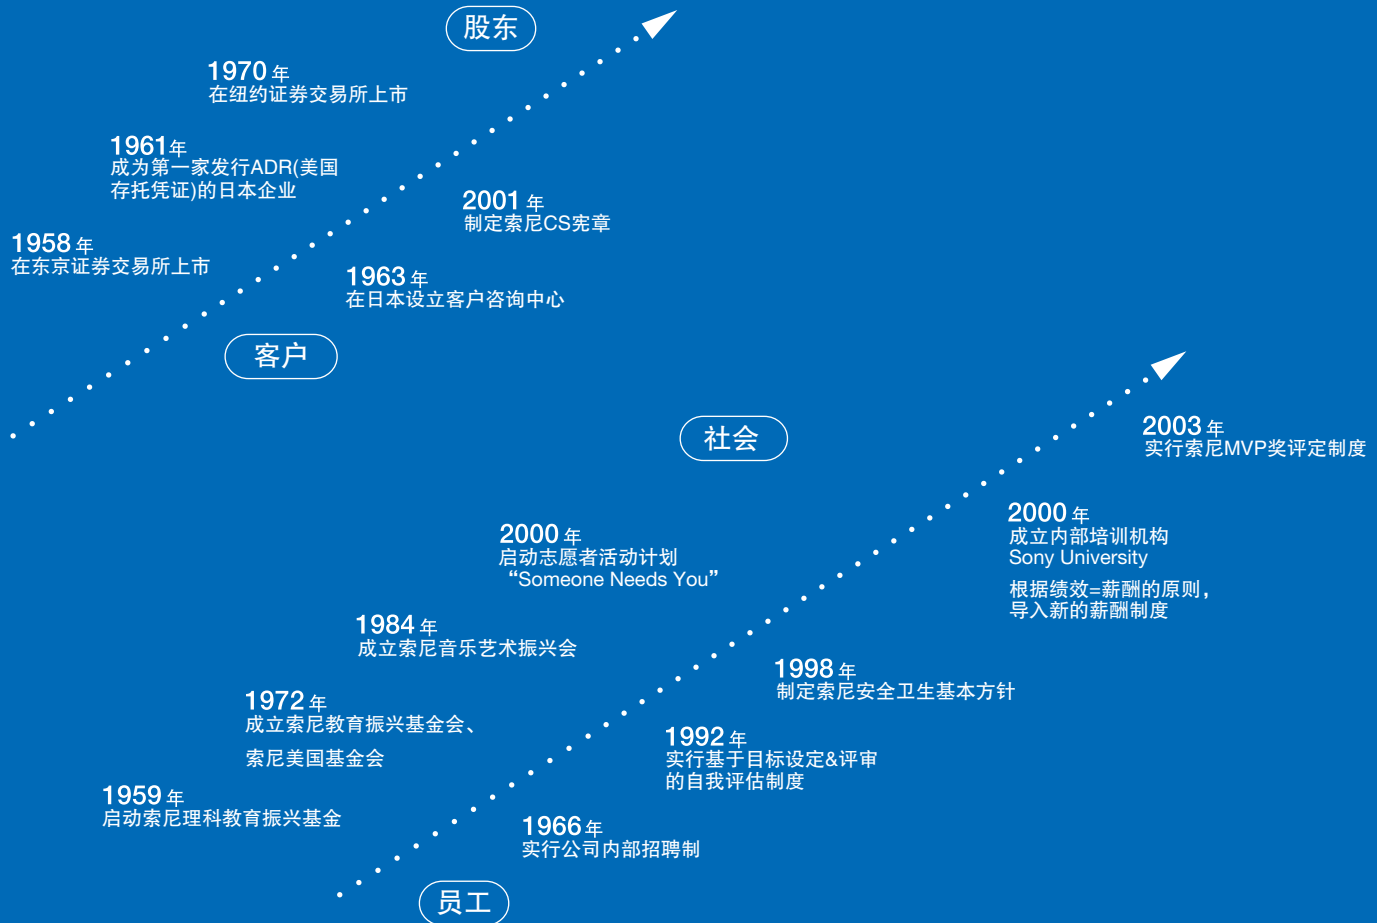 股东
1970 年
在纽约证券交易所上市
1961年
成为第一家发行ADR(美国
存托凭证)的日本企业
1958 年
在东京证券交易所上市
2001 年
制定索尼CS宪章
1963 年
在日本设立客户咨询中心
客户
社会
2000 年
启动志愿者活动计划
“Someone Needs You”
1984 年
成立索尼音乐艺术振兴会
1972 年
成立索尼教育振兴基金会、
索尼美国基金会
1959 年
启动索尼理科教育振兴基金
2003 年
实行索尼MVP奖评定制度
2000 年
成立内部培训机构
Sony University
根据绩效=薪酬的原则，
导入新的薪酬制度
1998 年
制定索尼安全卫生基本方针
1992 年
实行基于目标设定&评审
的自我评估制度
1966 年
实行公司内部招聘制
员工